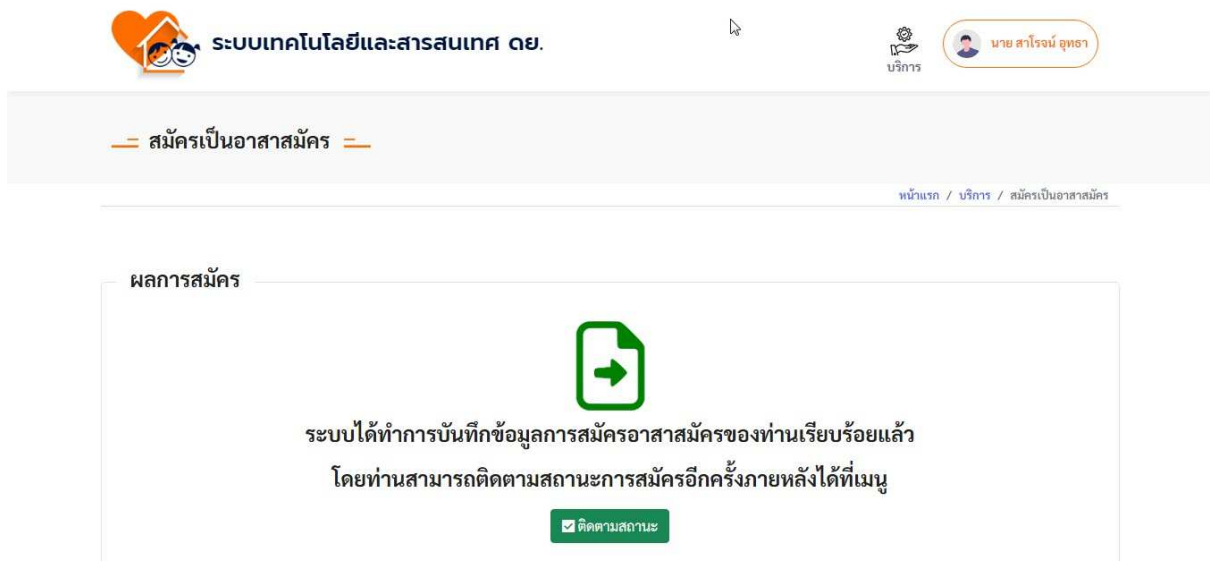 ระบบเทคโนโลยีและสารสนเทศ ดย.
บริการ
นาย สาโรจน์ อุทธา
สมัครเป็นอาสาสมัคร
หน้าแรก / บริการ / สมัครเป็นอาสาสมัคร
ผลการสมัคร
ระบบได้ทำการบันทึกข้อมูลการสมัครอาสาสมัครของท่านเรียบร้อยแล้ว
โดยท่านสามารถติดตามสถานะการสมัครอีกครั้งภายหลังได้ที่เมนู
ติดตามสถานะ